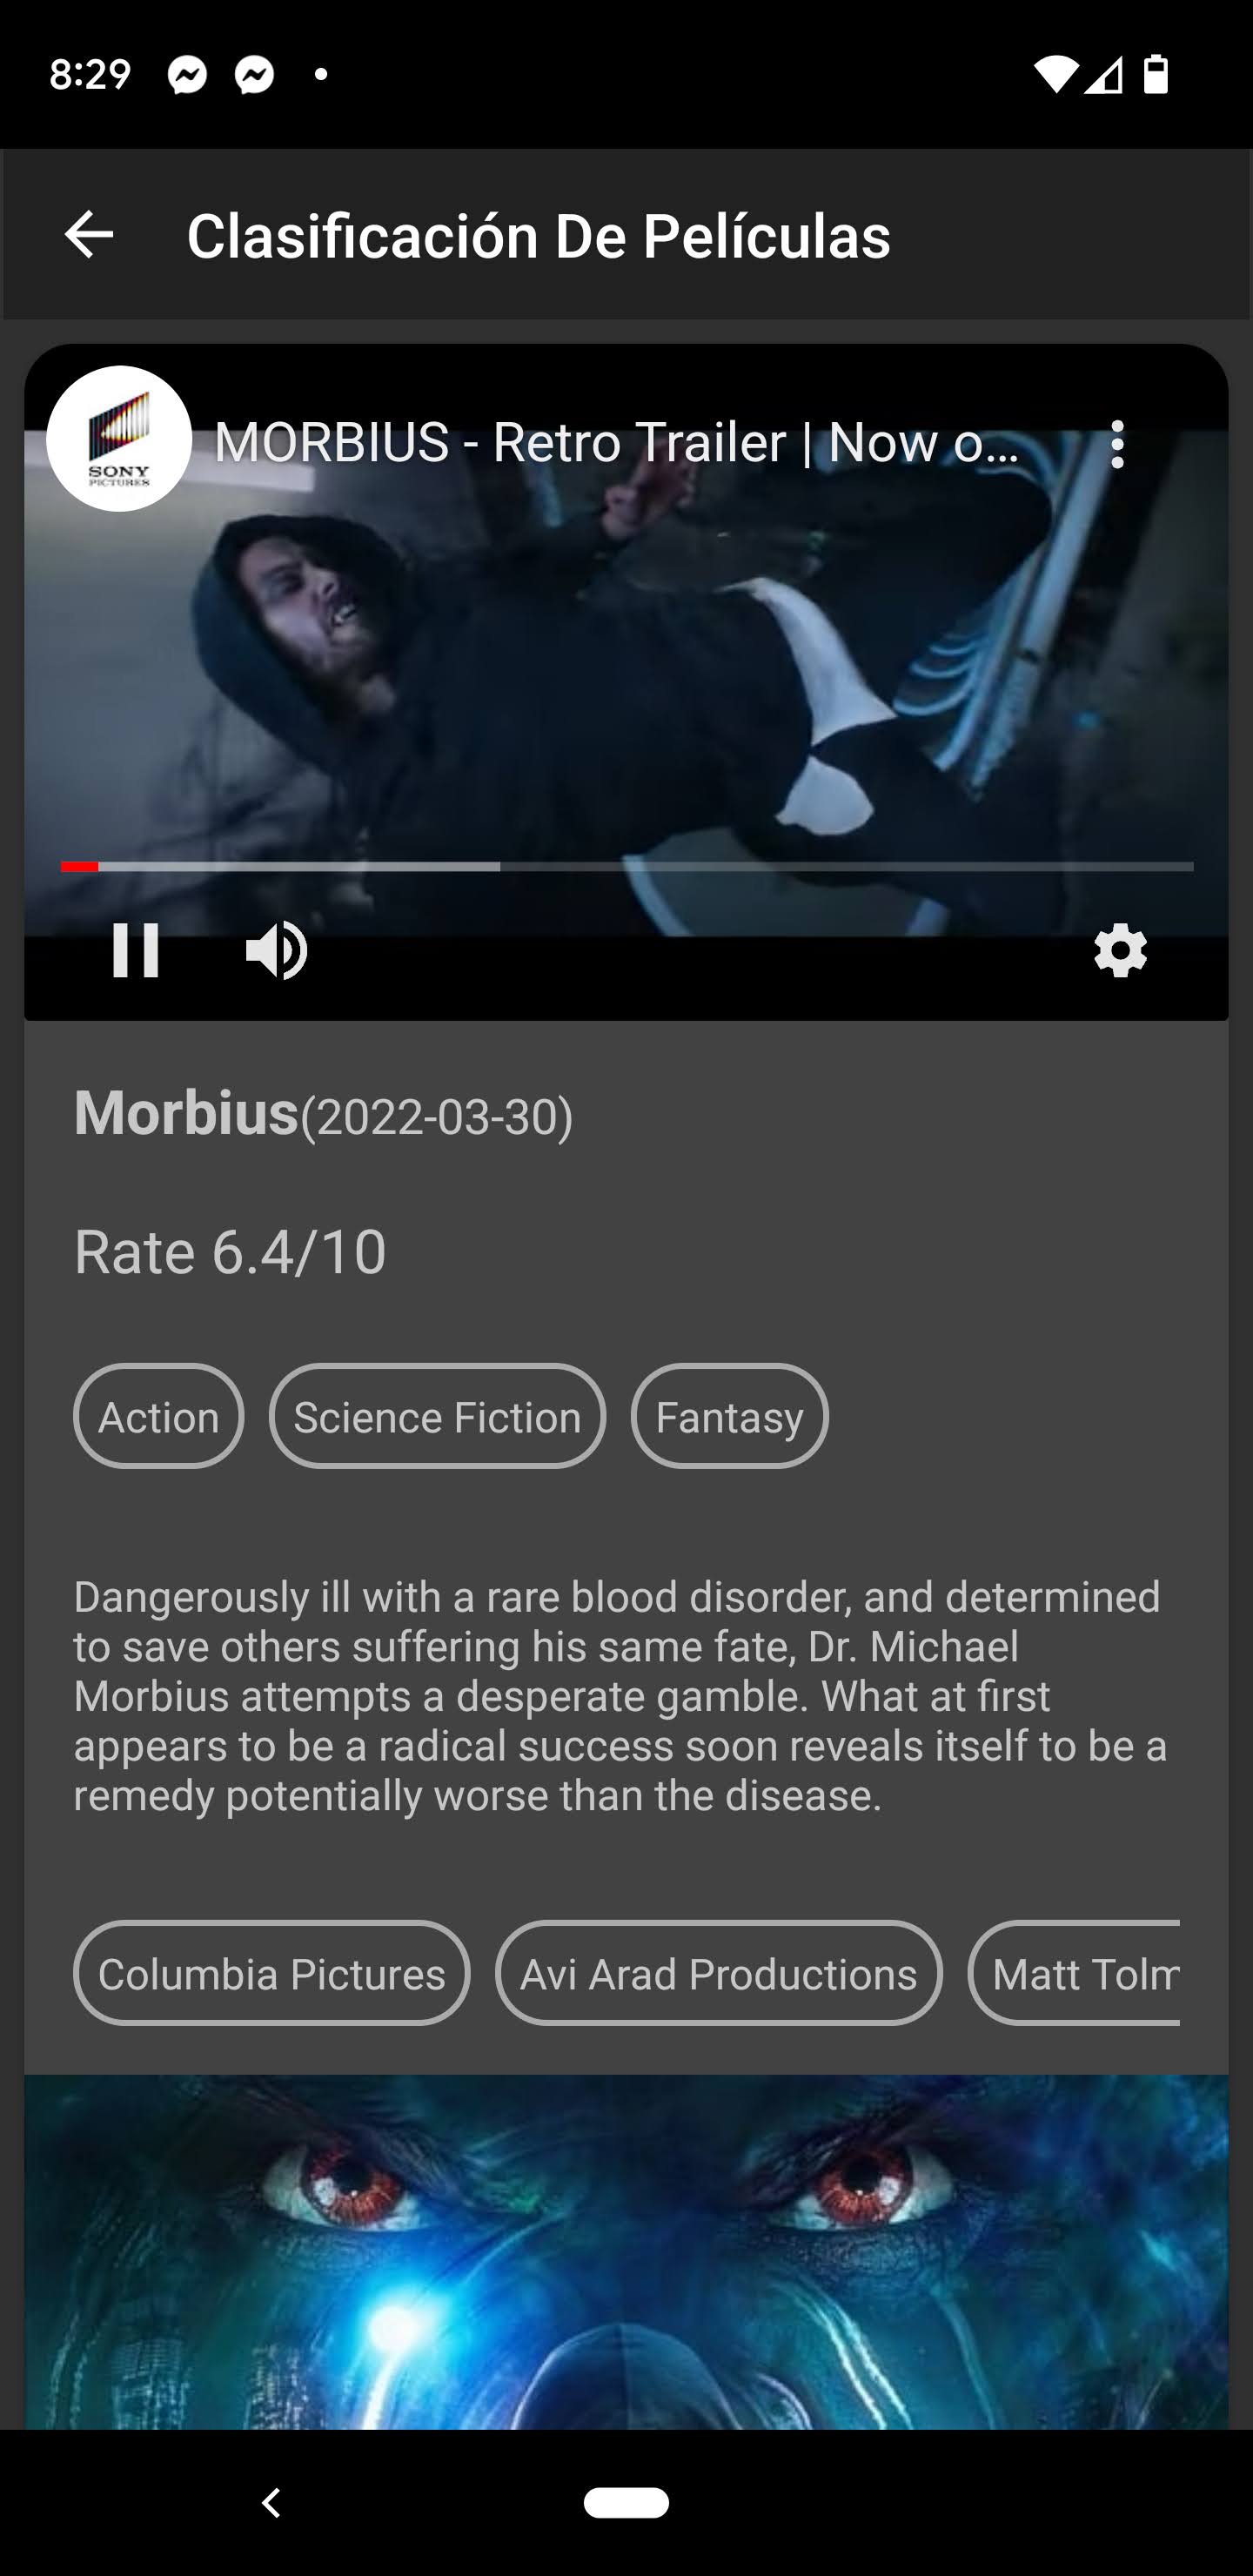 8:29
Clasificación De Películas
SONY
PICTURES
MORBIUS - Retro Trailer | Now o...
Morbius(2022-03-30)
Rate 6.4/10
Action Science Fiction Fantasy
Dangerously ill with a rare blood disorder, and determined
to save others suffering his same fate, Dr. Michael
Morbius attempts a desperate gamble. What at first
appears to be a radical success soon reveals itself to be a
remedy potentially worse than the disease.
Columbia Pictures Avi Arad Productions Matt Tolm